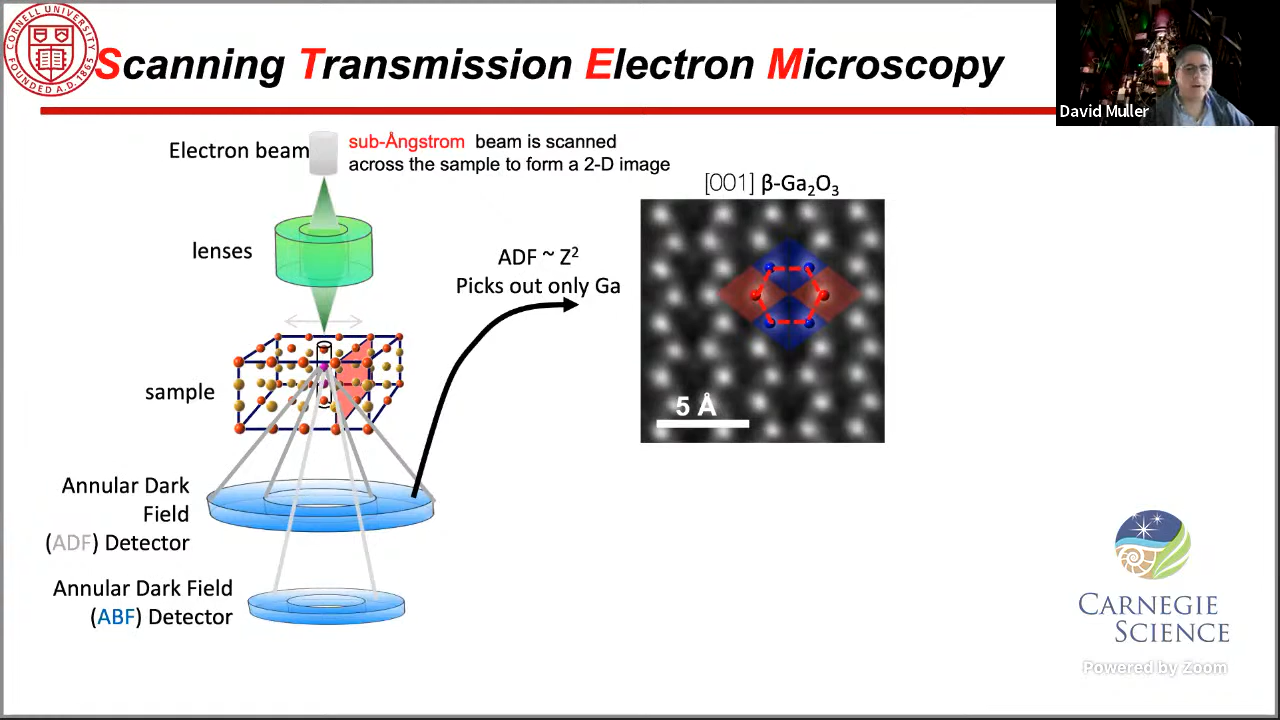 CORNELL UNIVERSITY
FOUNDED A.D. 1865
Scanning Transmission Electron Microscopy
David Muller
Electron beam
sub-Ångstrom beam is scanned
across the sample to form a 2-D image
[001] β-Ga₂O₃
lenses
ADF ~ Z²
Picks out only Ga
sample
5 Å
Annular Dark
Field
(ADF) Detector
Annular Dark Field
(ABF) Detector
CARNEGIE
SCIENCE
Powered by Zoom